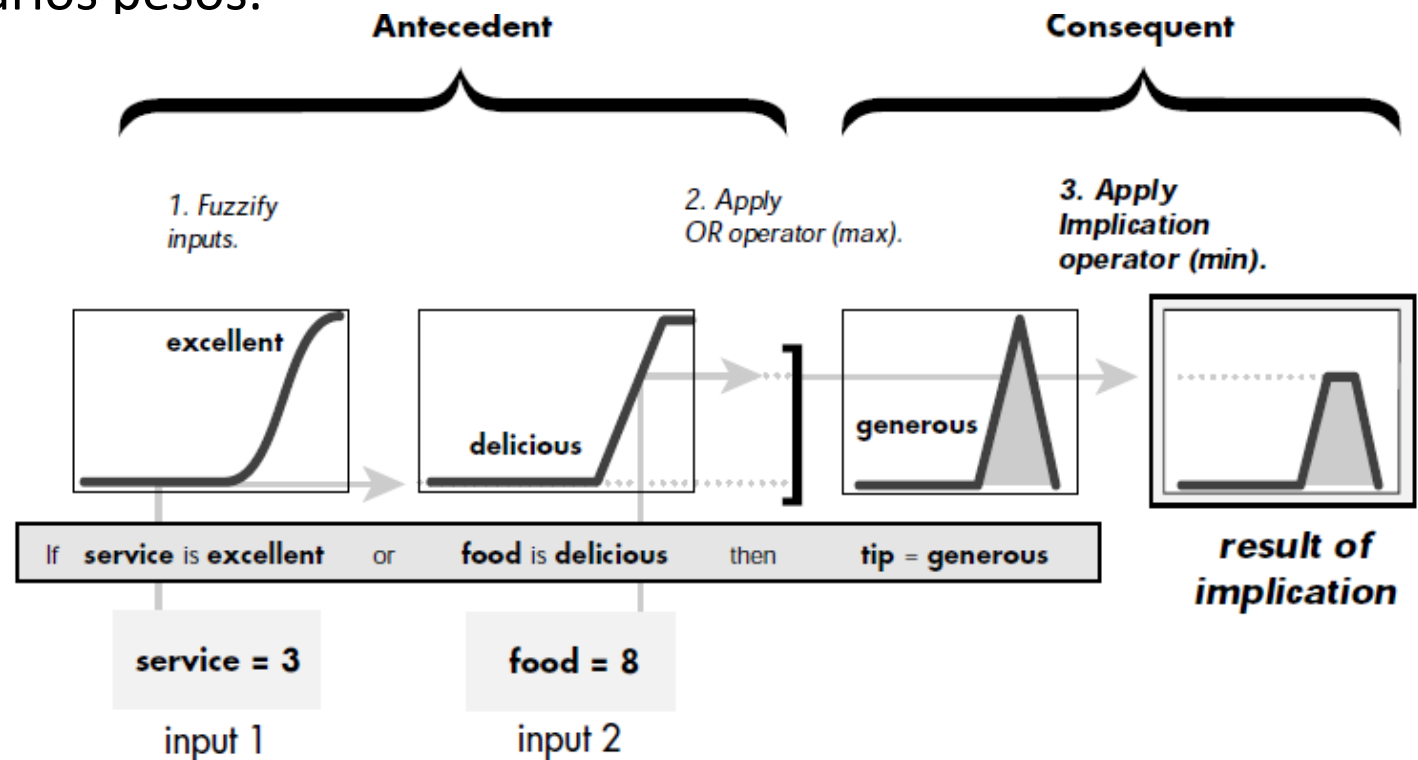 pesos.
Antecedent
Consequent
1. Fuzzify
inputs.
2. Apply
OR operator (max).
3. Apply
Implication
operator (min).
excellent
delicious
generous
If service is excellent or food is delicious then tip = generous
result of
implication
service = 3
food = 8
input 1
input 2